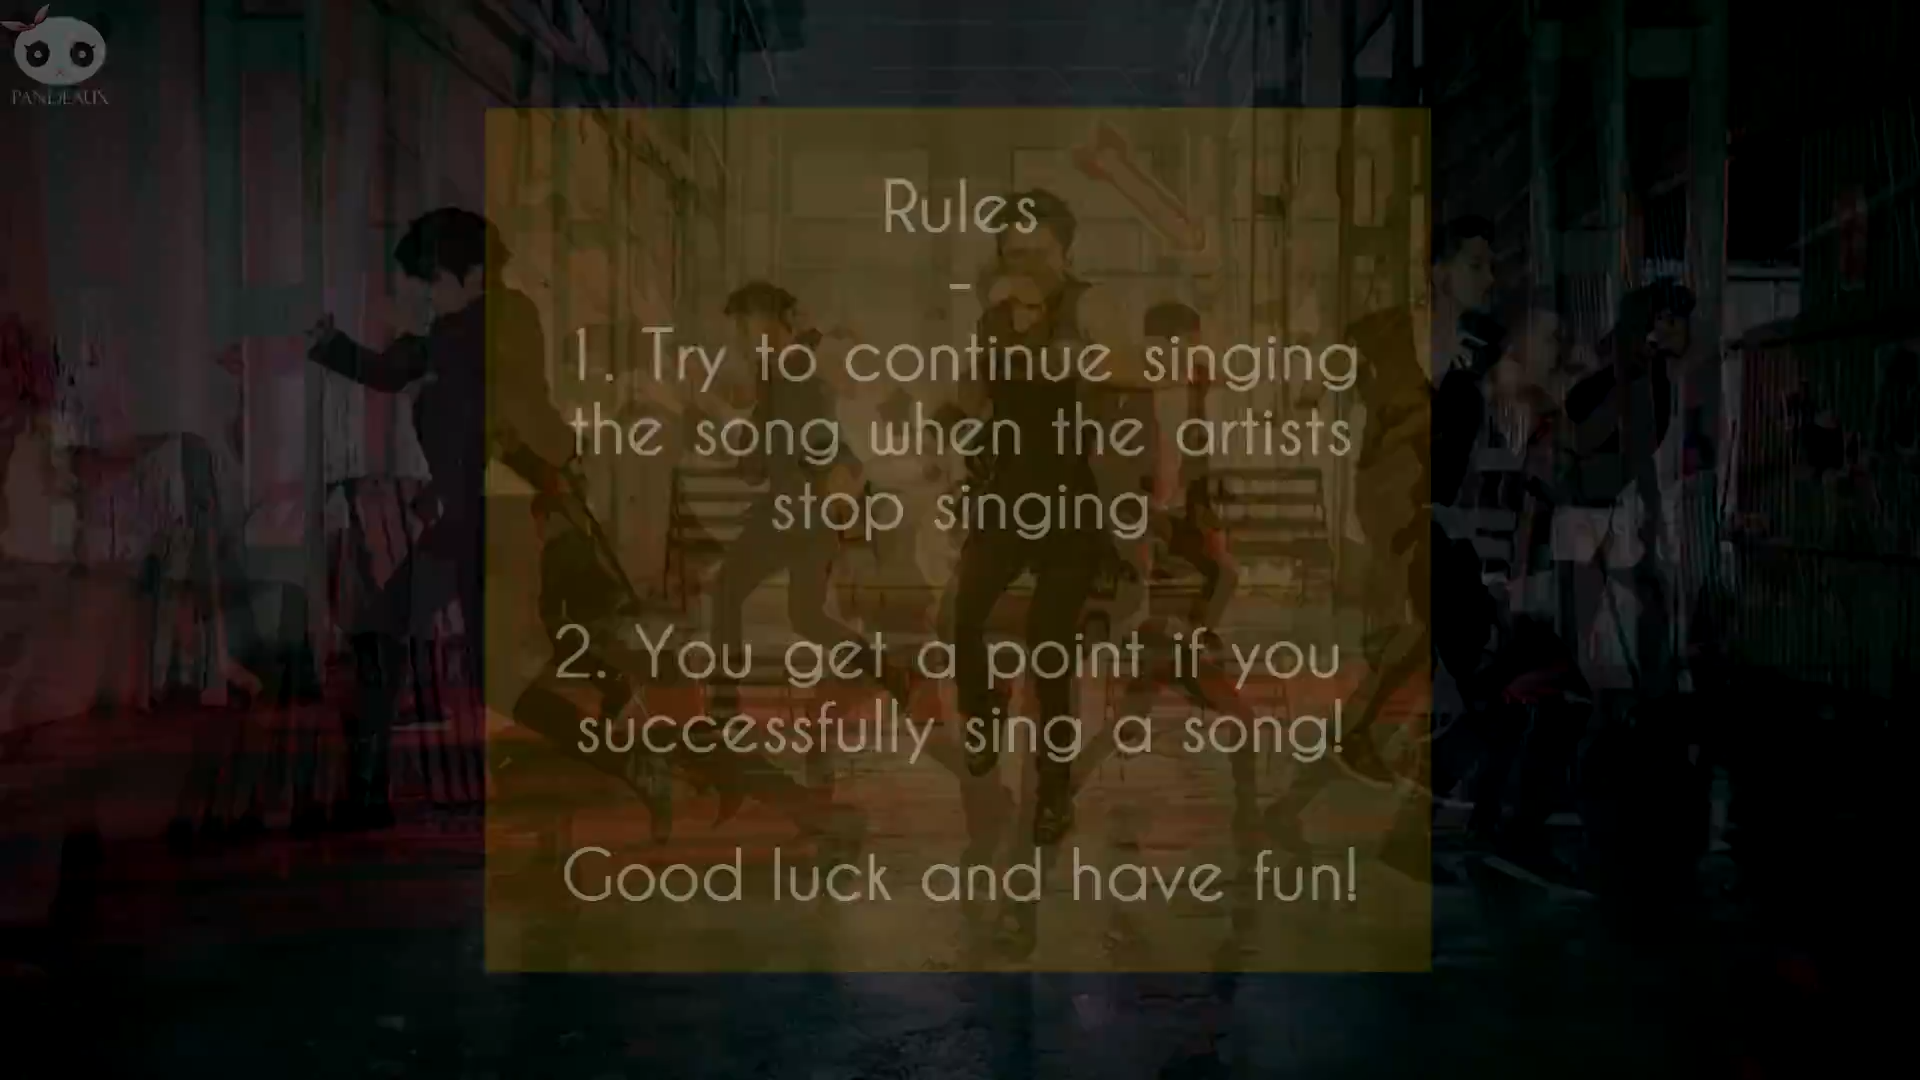 PANDEAUX
Rules
-
1. Try to continue singing
the song when the artists
stop singing
2. You get a point if you
successfully sing a song!
Good luck and have fun!